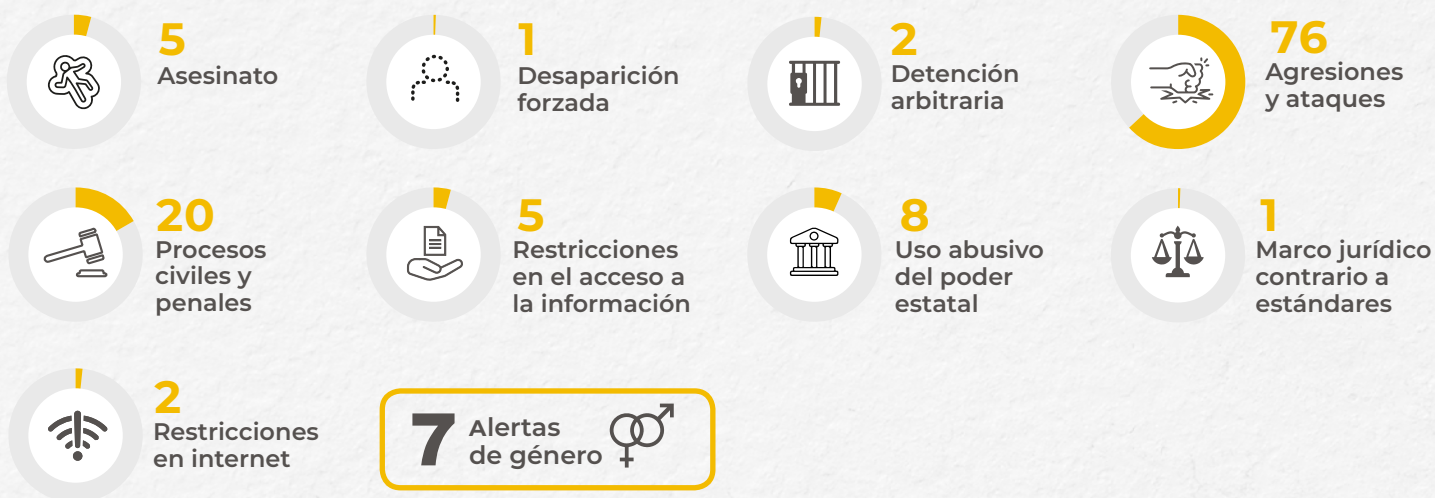 5
Asesinato
1
Desaparición
forzada
2
Detención
arbitraria
76
Agresiones
y ataques
20
Procesos
civiles y
penales
5
Restricciones
en el acceso a
la información
8
Uso abusivo
del poder
estatal
1
Marco jurídico
contrario a
estándares
2
Restricciones
en internet
7 Alertas
de género